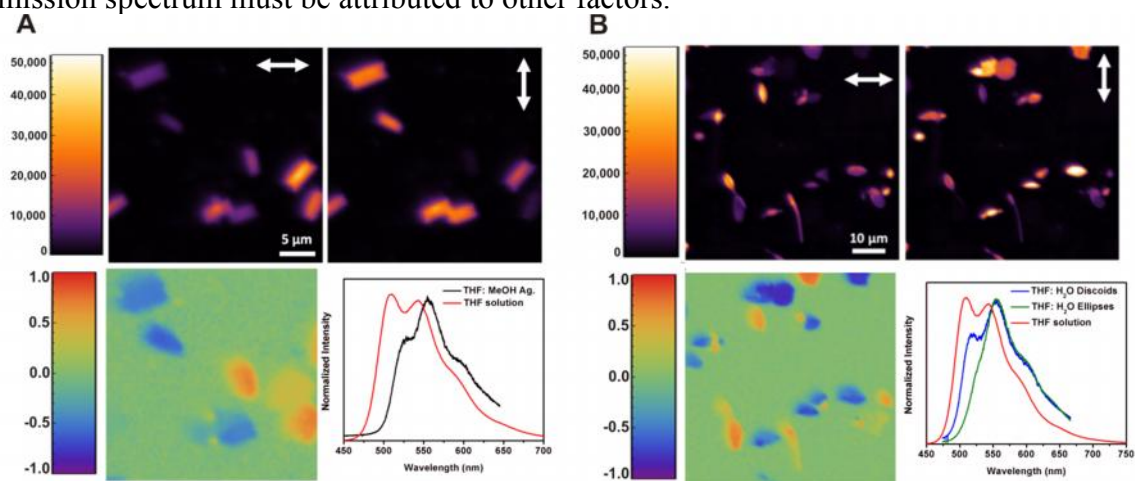 mission spectrum must be attributed to other factors.
A
B
50,000
40,000
30,000
20,000
10,000
0
5 μm
50,000
40,000
30,000
20,000
10,000
0
10 μm
1.0
0.5
0.0
-0.5
-1.0
Normalized Intensity
THF: MeOH Ag.
THF solution
450 500 550 600 650 700
Wavelength (nm)
1.0
0.5
0.0
-0.5
-1.0
Normalized Intensity
THF: H2O Discoids
THF: H2O Ellipses
THF solution
450 500 550 600 650 700 750
Wavelength (nm)